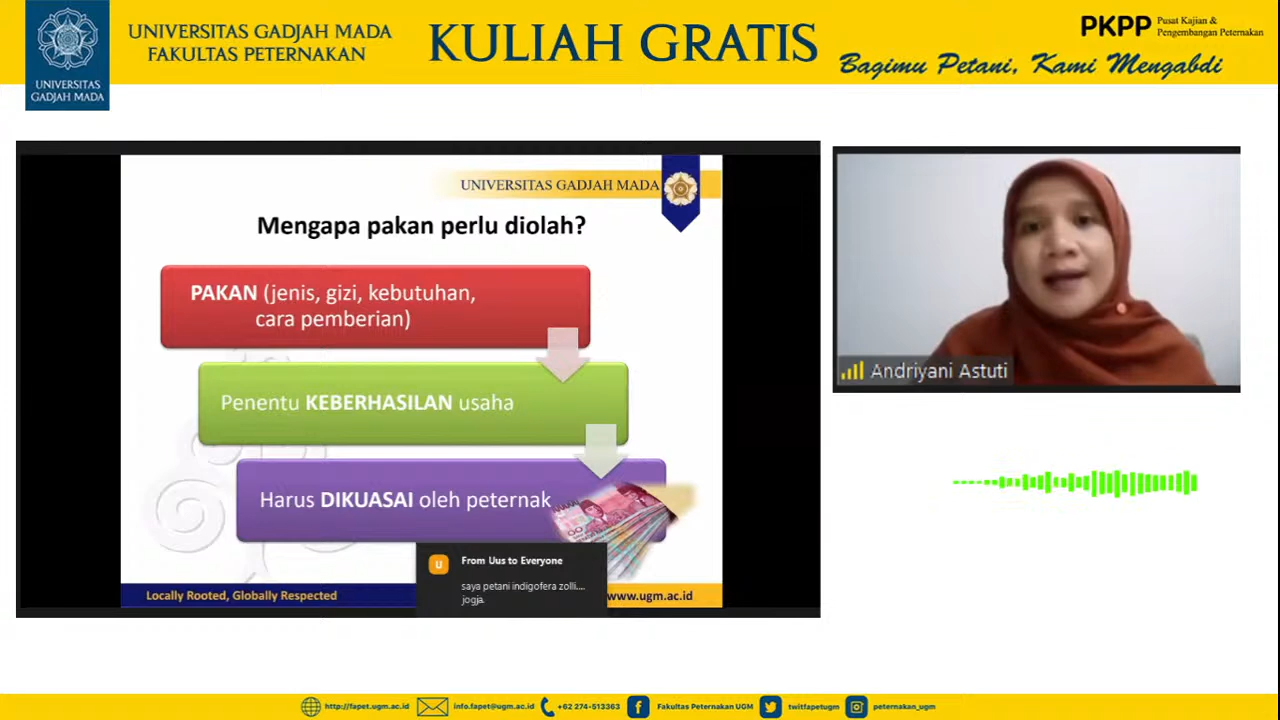 UNIVERSITAS GADJAH MADA
UNIVERSITAS GADJAH MADA
FAKULTAS PETERNAKAN
KULIAH GRATIS
PKPP Pusat Kajian &
Pengembangan Peternakan
Bagimu Petani, Kami Mengabdi
UNIVERSITAS GADJAH MADA
Mengapa pakan perlu diolah?
PAKAN (jenis, gizi, kebutuhan,
cara pemberian)
Penentu KEBERHASILAN usaha
Harus DIKUASAI oleh peternak
U
From Uus to Everyone
saya petani indigofera zolli....
jogja.
Locally Rooted, Globally Respected
www.ugm.ac.id
Andriyani Astuti
http://fapet.ugm.ac.id
info.fapet@ugm.ac.id
+62 274-513363
Fakultas Peternakan UGM
twitfapetugm
peternakan_ugm